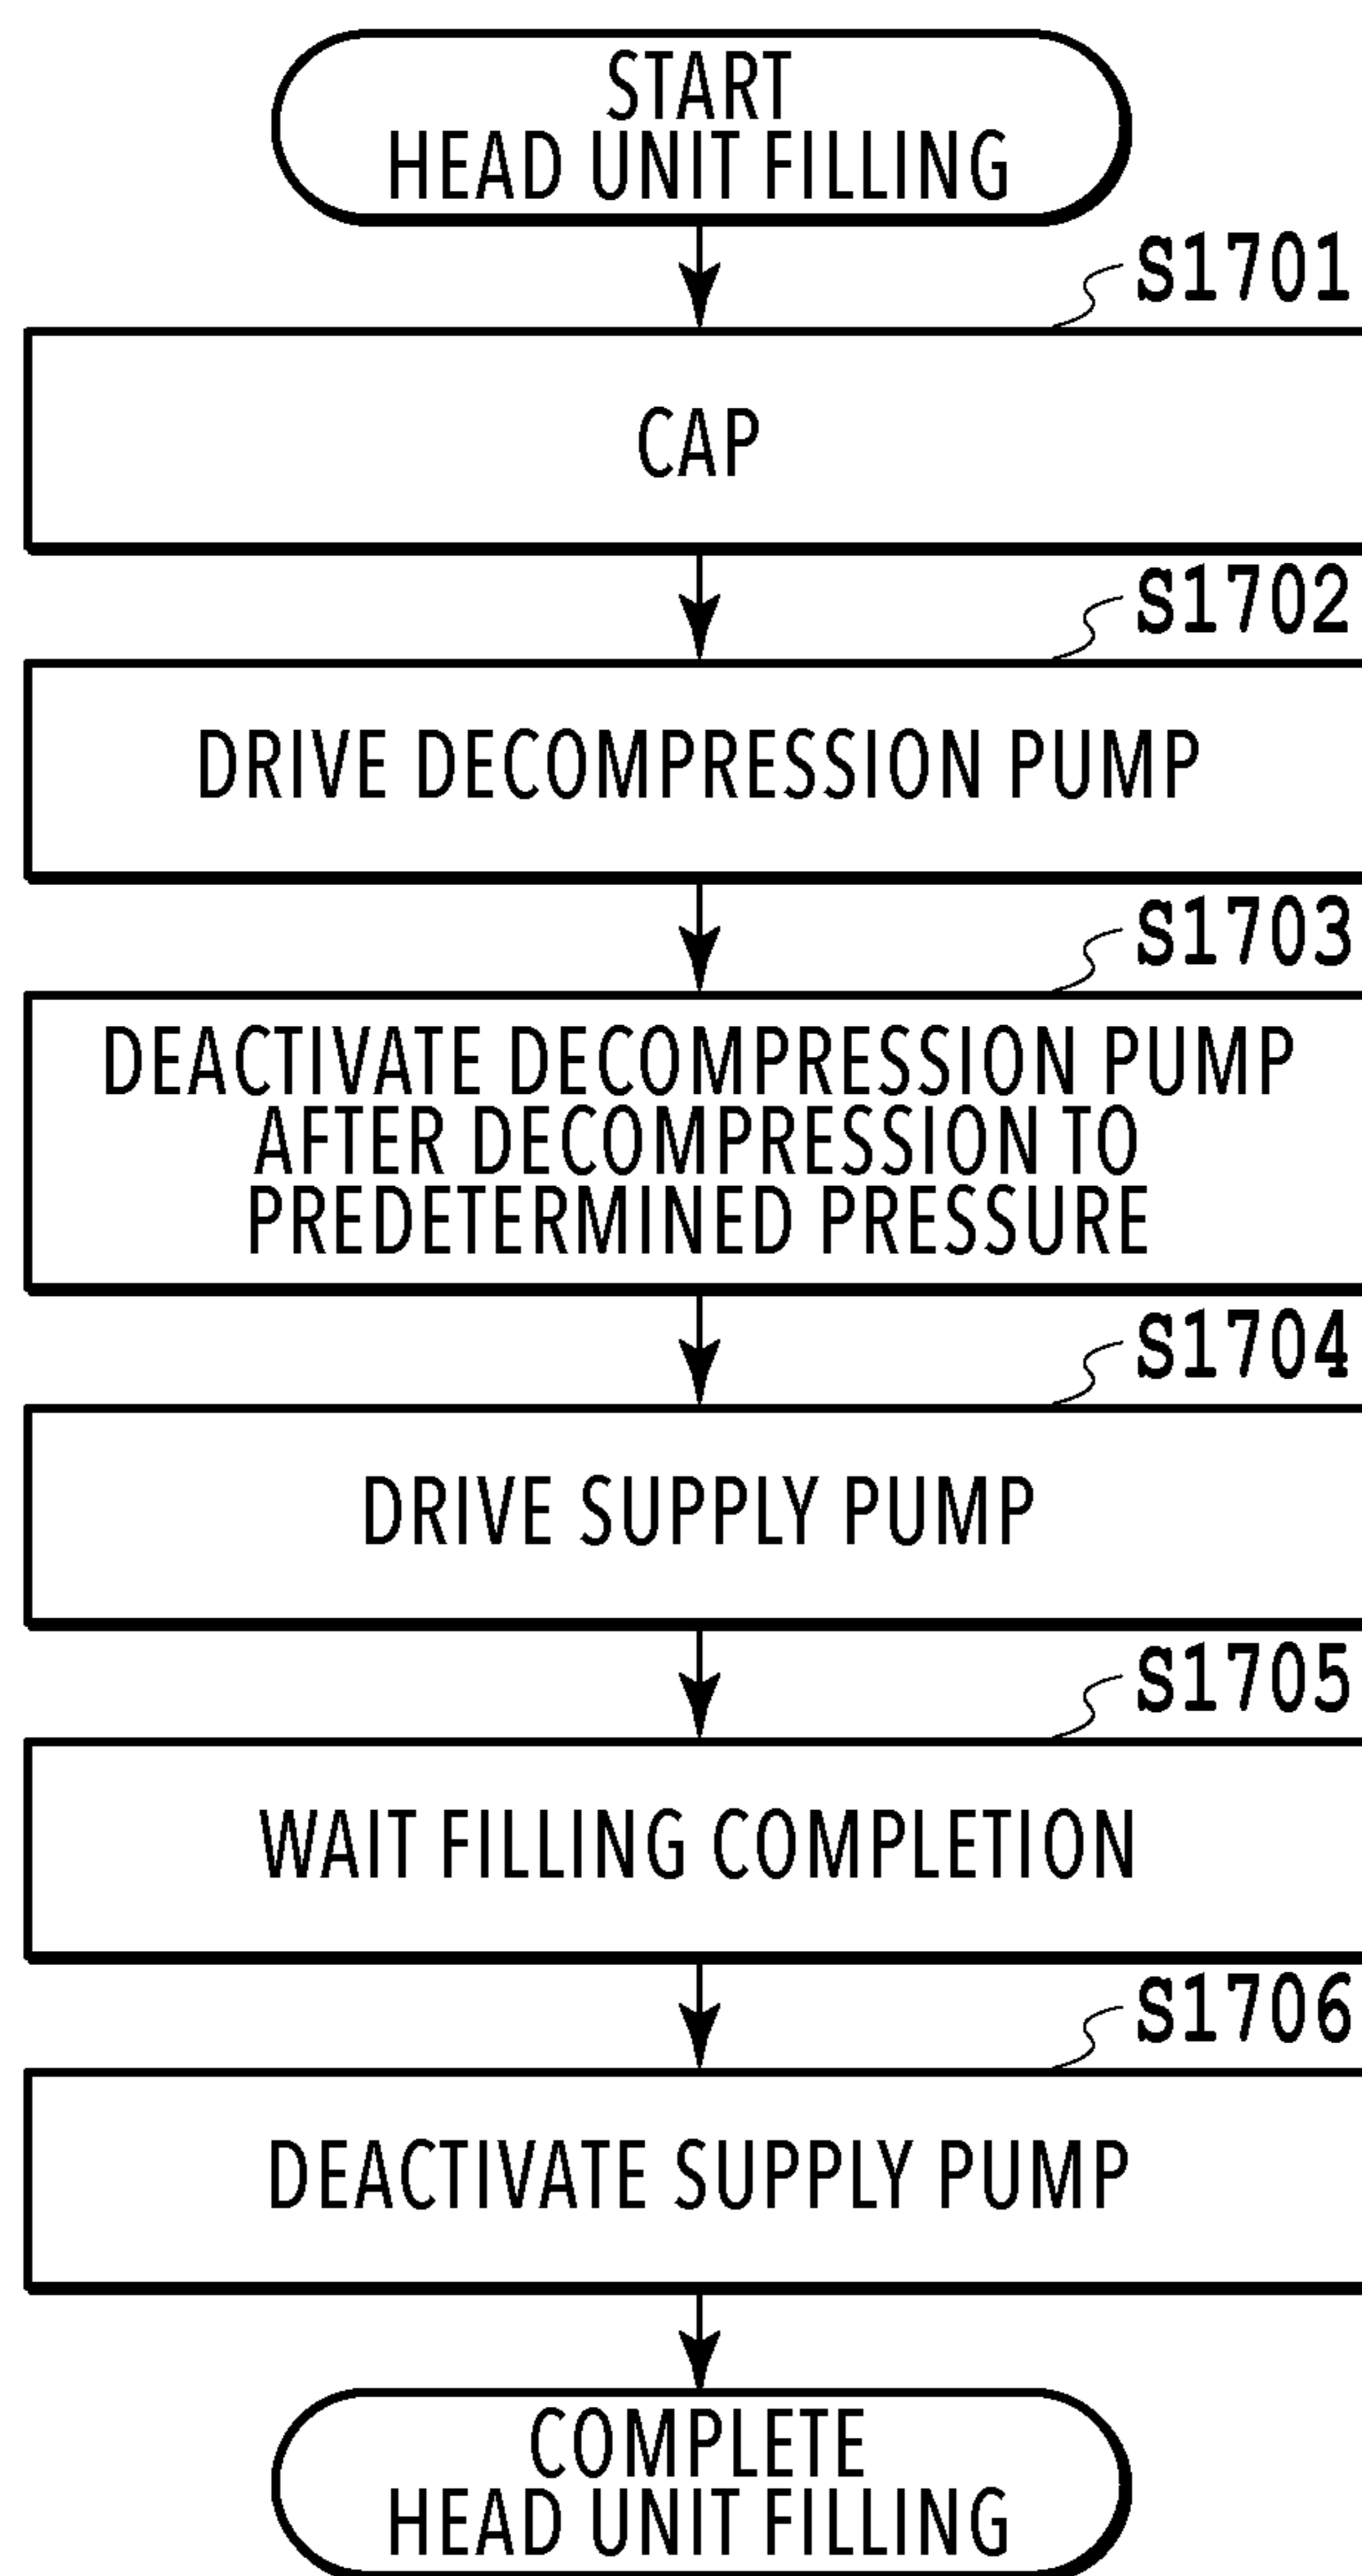 START
HEAD UNIT FILLING
S1701
CAP
S1702
DRIVE DECOMPRESSION PUMP
S1703
DEACTIVATE DECOMPRESSION PUMP
AFTER DECOMPRESSION TO
PREDETERMINED PRESSURE
S1704
DRIVE SUPPLY PUMP
S1705
WAIT FILLING COMPLETION
S1706
DEACTIVATE SUPPLY PUMP
COMPLETE
HEAD UNIT FILLING